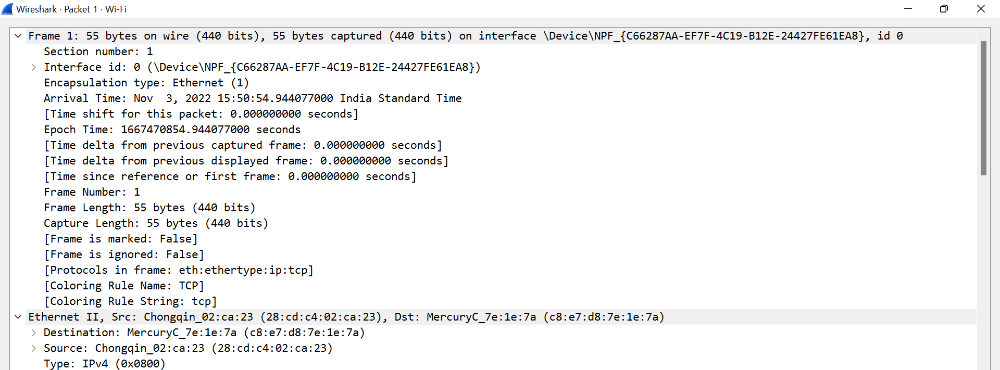 Wireshark · Packet 1 · Wi-Fi
Frame 1: 55 bytes on wire (440 bits), 55 bytes captured (440 bits) on interface \Device\NPF_{C66287AA-EF7F-4C19-B12E-24427FE61EA8}, id 0
Section number: 1
Interface id: 0 (\Device\NPF_{C66287AA-EF7F-4C19-B12E-24427FE61EA8})
Encapsulation type: Ethernet (1)
Arrival Time: Nov  3, 2022 15:50:54.944077000 India Standard Time
[Time shift for this packet: 0.000000000 seconds]
Epoch Time: 1667470854.944077000 seconds
[Time delta from previous captured frame: 0.000000000 seconds]
[Time delta from previous displayed frame: 0.000000000 seconds]
[Time since reference or first frame: 0.000000000 seconds]
Frame Number: 1
Frame Length: 55 bytes (440 bits)
Capture Length: 55 bytes (440 bits)
[Frame is marked: False]
[Frame is ignored: False]
[Protocols in frame: eth:ethertype:ip:tcp]
[Coloring Rule Name: TCP]
[Coloring Rule String: tcp]
Ethernet II, Src: Chongqin_02:ca:23 (28:cd:c4:02:ca:23), Dst: MercuryC_7e:1e:7a (c8:e7:d8:7e:1e:7a)
Destination: MercuryC_7e:1e:7a (c8:e7:d8:7e:1e:7a)
Source: Chongqin_02:ca:23 (28:cd:c4:02:ca:23)
Type: IPv4 (0x0800)